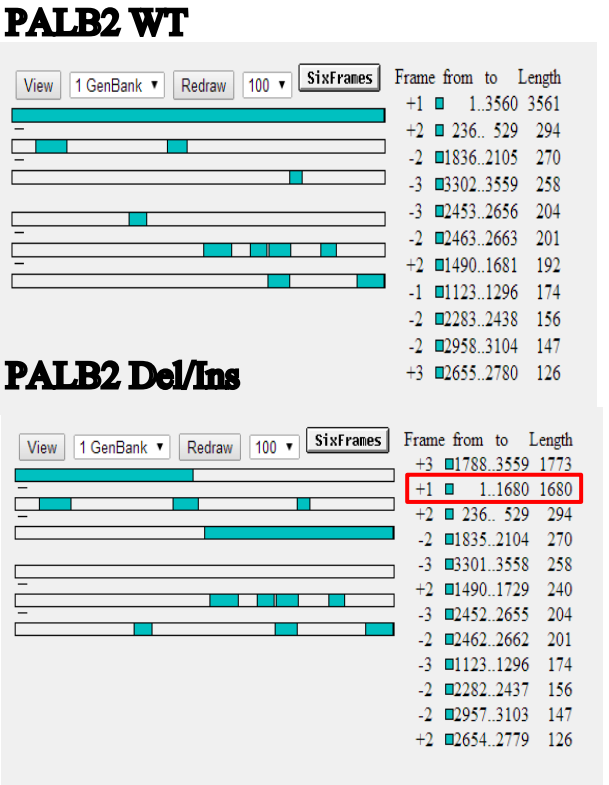 PALB2 WT
View 1 GenBank ▼ Redraw 100 ▼ SixFrames
Frame from to Length
+1 1..3560 3561
+2 236.. 529 294
-2 1836..2105 270
-3 3302..3559 258
-3 2453..2656 204
-2 2463..2663 201
+2 1490..1681 192
-1 1123..1296 174
-2 2283..2438 156
-2 2958..3104 147
+3 2655..2780 126
PALB2 Del/Ins
View 1 GenBank ▼ Redraw 100 ▼ SixFrames
Frame from to Length
+3 1788..3559 1773
+1 1..1680 1680
+2 236.. 529 294
-2 1835..2104 270
-3 3301..3558 258
+2 1490..1729 240
-3 2452..2655 204
-2 2462..2662 201
-3 1123..1296 174
-2 2282..2437 156
-2 2957..3103 147
+2 2654..2779 126